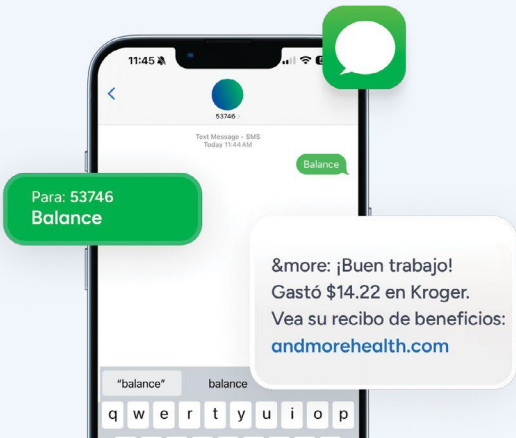 11:45
53746
Text Message - SMS
Today 11:44 AM
Balance
Para: 53746
Balance
&more: ¡Buen trabajo!
Gastó $14.22 en Kroger.
Vea su recibo de beneficios:
andmorehealth.com
"balance" balance
q w e r t y u i o p